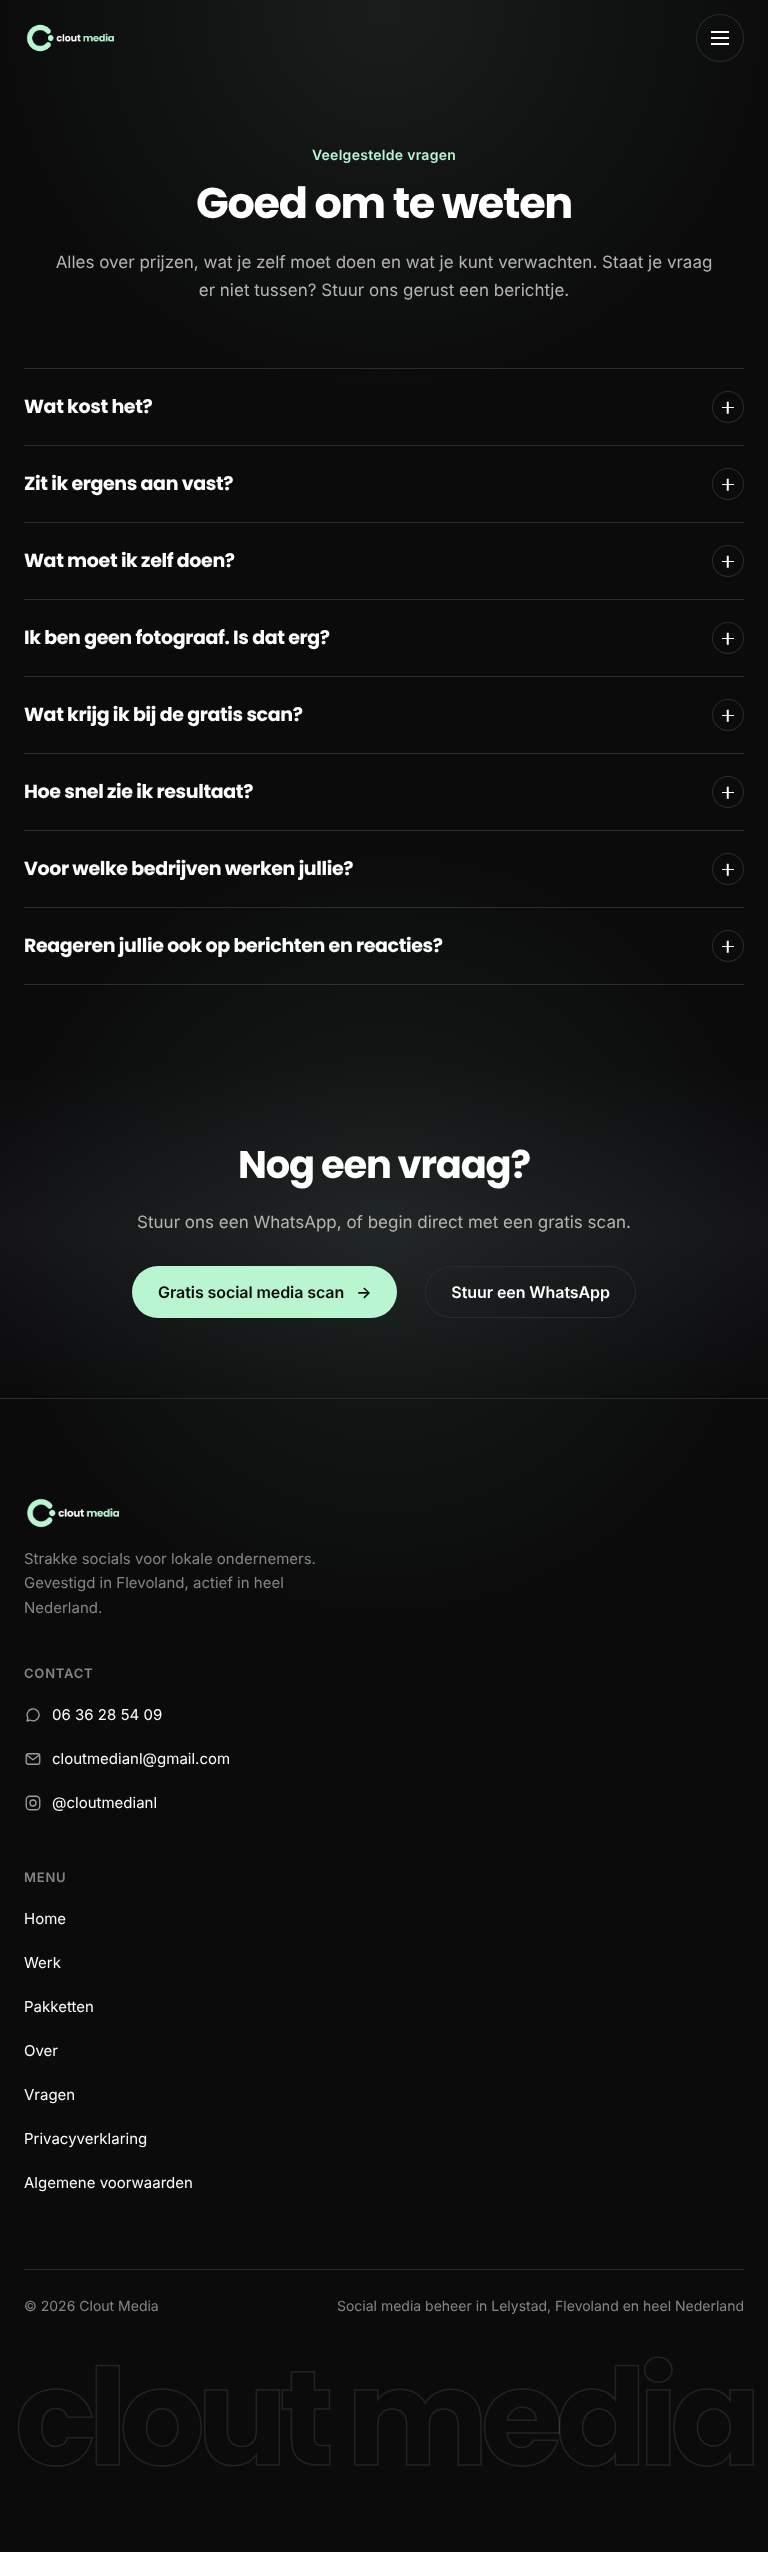 clout media
Veelgestelde vragen
Goed om te weten
Alles over prijzen, wat je zelf moet doen en wat je kunt verwachten. Staat je vraag
er niet tussen? Stuur ons gerust een berichtje.
Wat kost het?
Zit ik ergens aan vast?
Wat moet ik zelf doen?
Ik ben geen fotograaf. Is dat erg?
Wat krijg ik bij de gratis scan?
Hoe snel zie ik resultaat?
Voor welke bedrijven werken jullie?
Reageren jullie ook op berichten en reacties?
Nog een vraag?
Stuur ons een WhatsApp, of begin direct met een gratis scan.
Gratis social media scan →
Stuur een WhatsApp
clout media
Strakke socials voor lokale ondernemers.
Gevestigd in Flevoland, actief in heel
Nederland.
CONTACT
06 36 28 54 09
cloutmedianl@gmail.com
@cloutmedianl
MENU
Home
Werk
Pakketten
Over
Vragen
Privacyverklaring
Algemene voorwaarden
© 2026 Clout Media
Social media beheer in Lelystad, Flevoland en heel Nederland
clout media